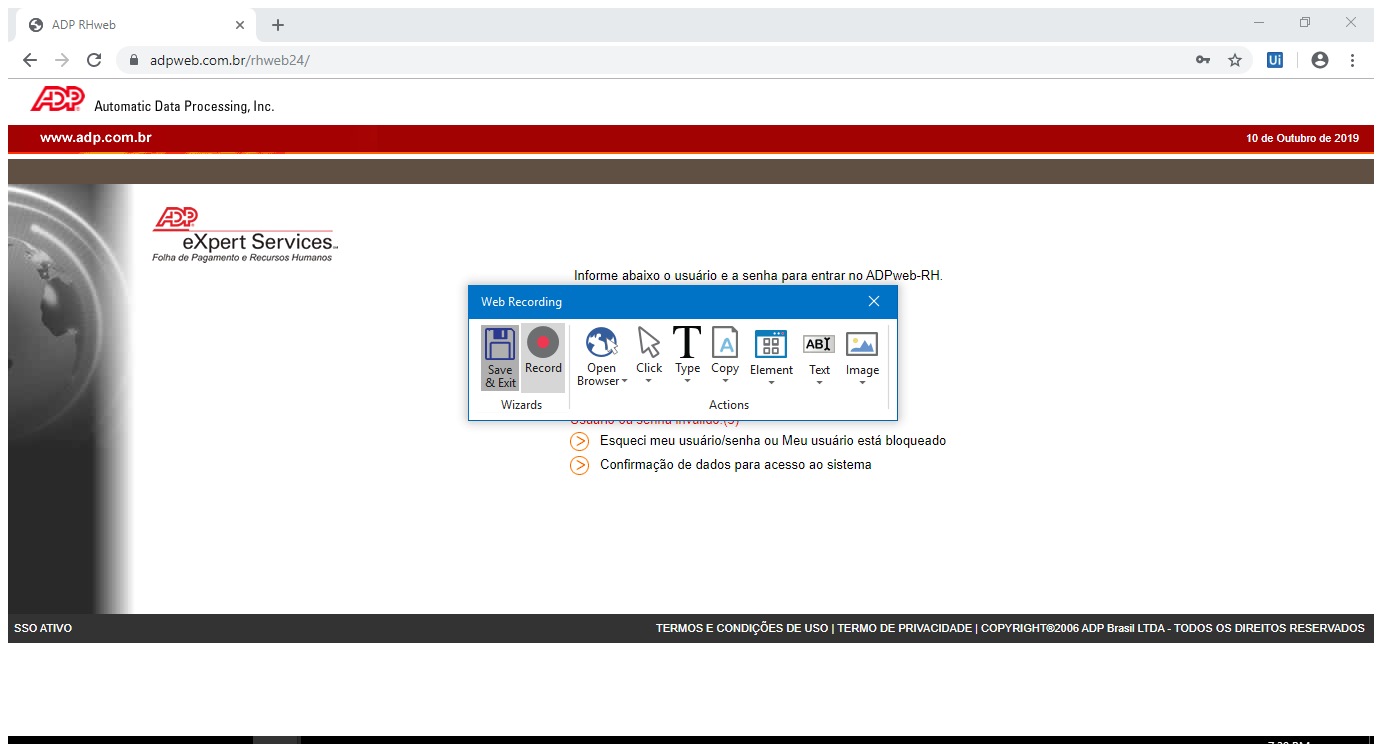 ADP RHweb
adpweb.com.br/rhweb24/
Ui
ADP Automatic Data Processing, Inc.
www.adp.com.br
10 de Outubro de 2019
ADP
eXpert Services
Folha de Pagamento e Recursos Humanos
Informe abaixo o usuário e a senha para entrar no ADPweb-RH.
Web Recording
Save & Exit
Record
Open Browser
Click
Type
Copy
Element
Text
Image
Wizards
Actions
Usuário ou senha inválido.
Esqueci meu usuário/senha ou Meu usuário está bloqueado
Confirmação de dados para acesso ao sistema
SSO ATIVO
TERMOS E CONDIÇÕES DE USO | TERMO DE PRIVACIDADE | COPYRIGHT©2006 ADP Brasil LTDA - TODOS OS DIREITOS RESERVADOS